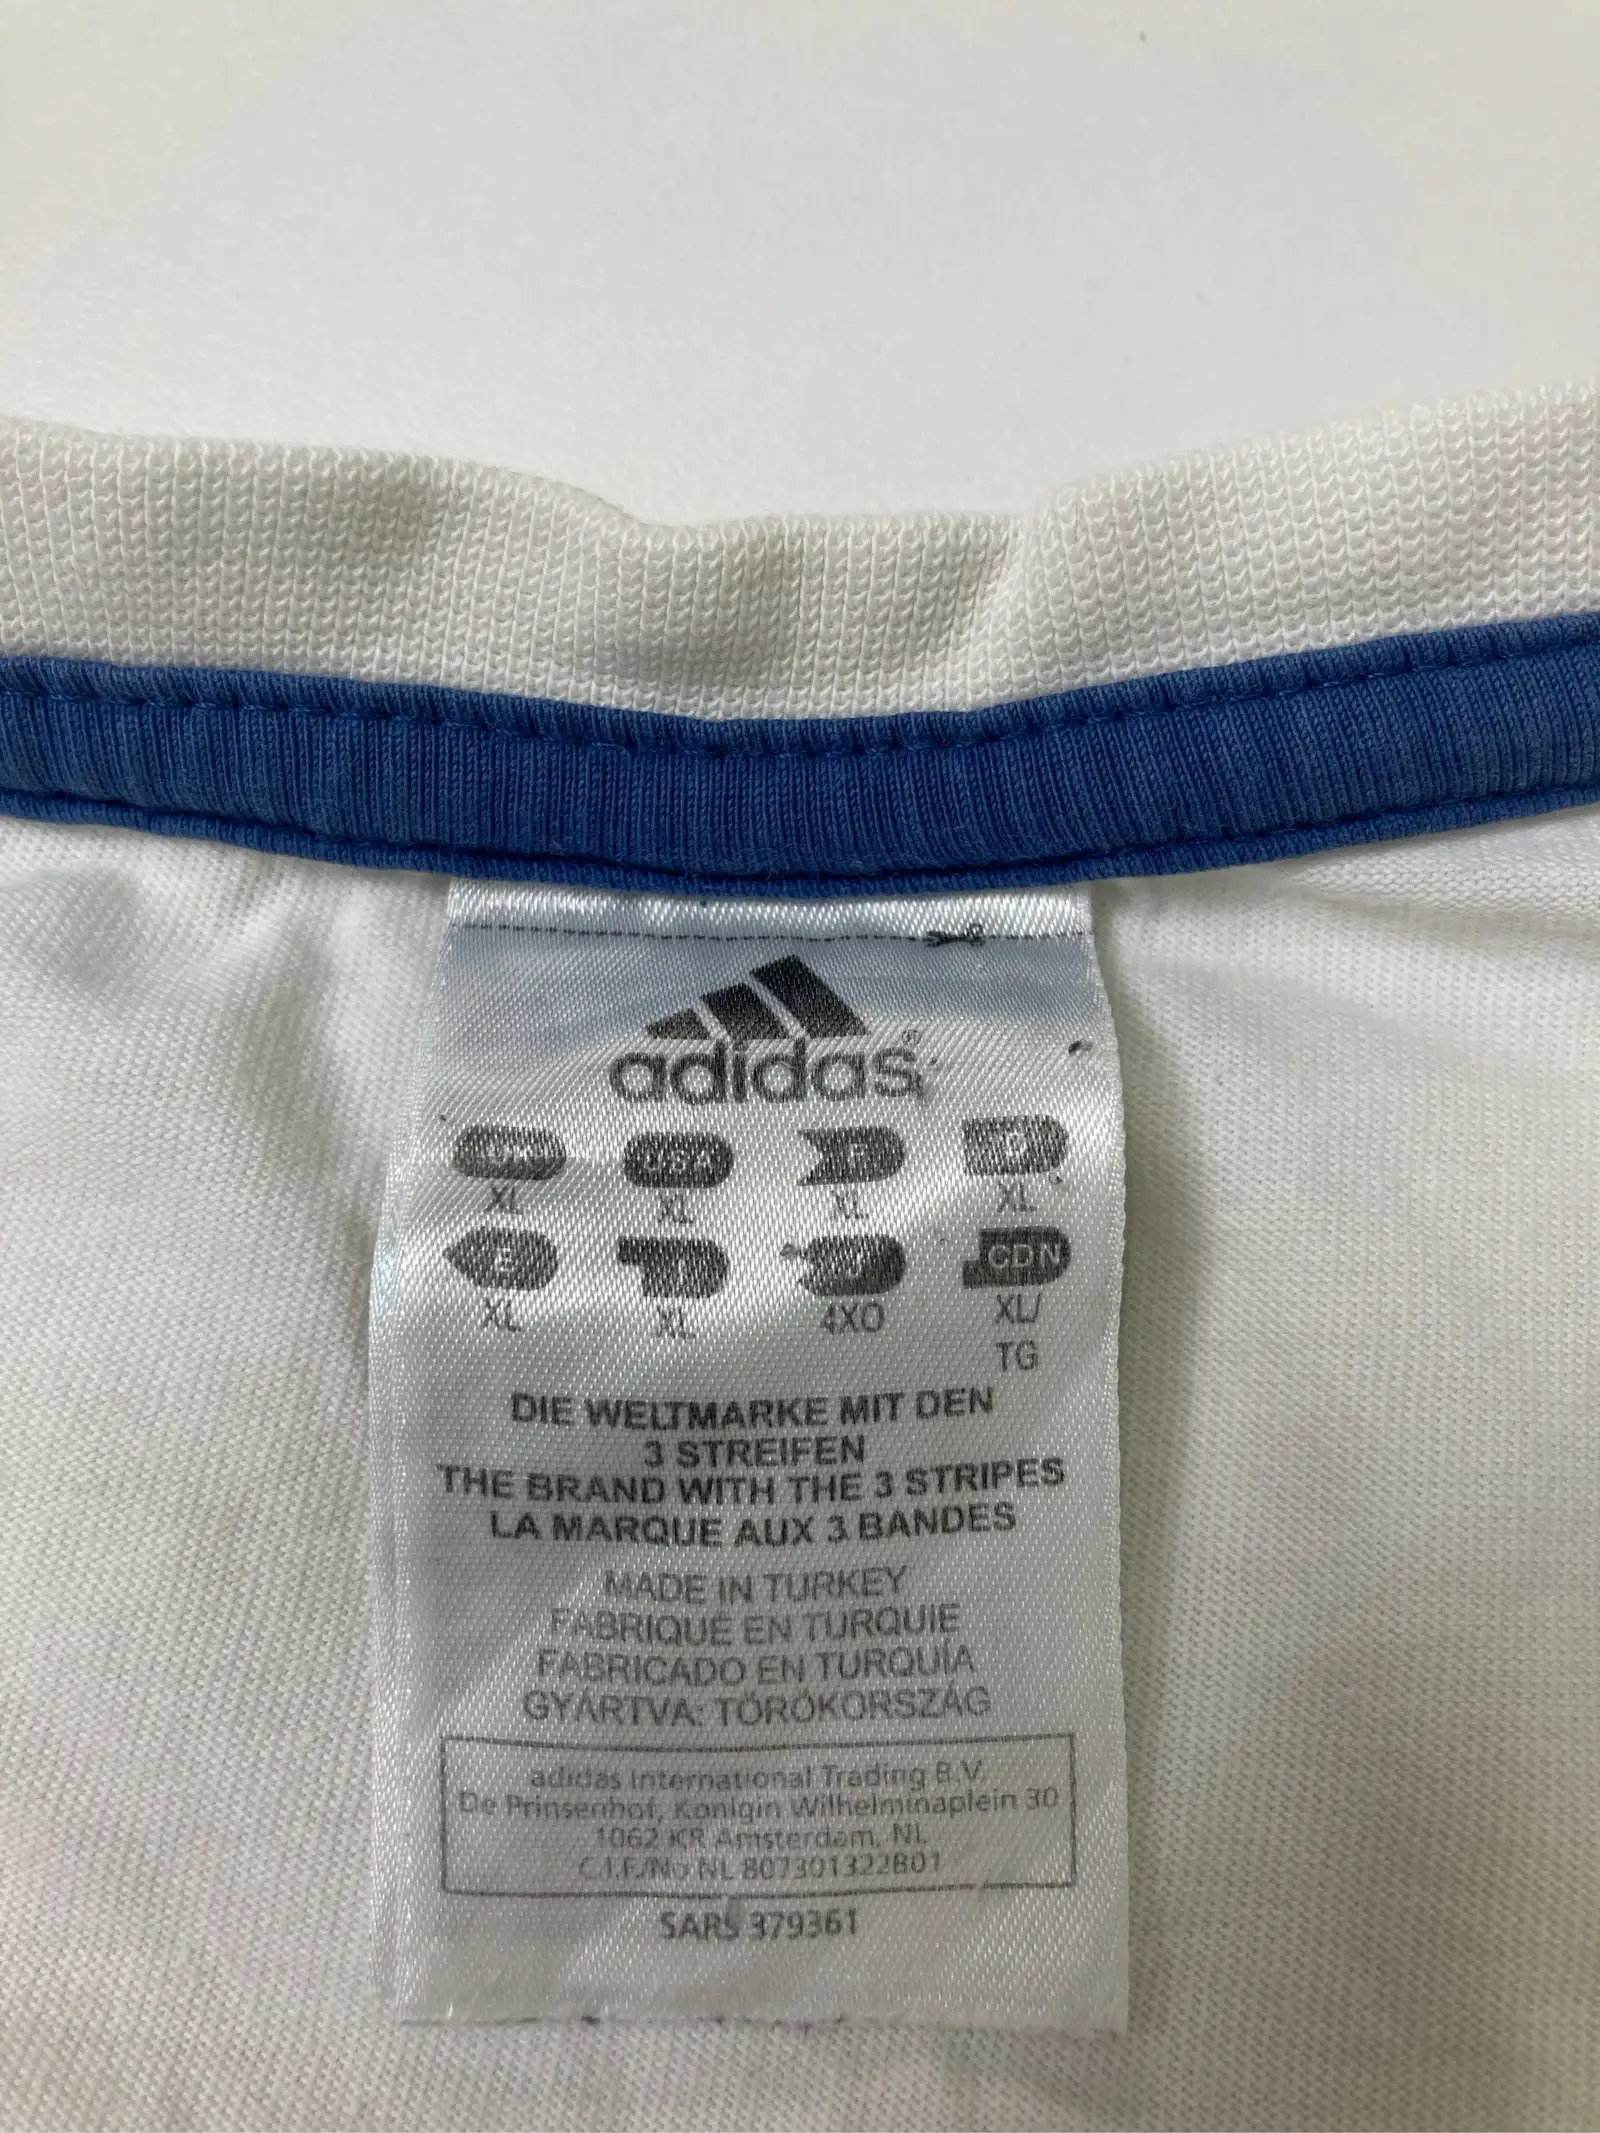 adidas®
UK USA F D
XL XL XL XL
E I J CDN
XL XL 4XO XL/
TG
DIE WELTMARKE MIT DEN
3 STREIFEN
THE BRAND WITH THE 3 STRIPES
LA MARQUE AUX 3 BANDES
MADE IN TURKEY
FABRIQUE EN TURQUIE
FABRICADO EN TURQUÍA
GYÁRTVA: TÖRÖKORSZÁG
adidas International Trading B.V.
De Prinsenhof, Konigin Wilhelminaplein 30
1062 KR Amsterdam, NL
C.I.F./No NL 807301322B01
SARS 379361